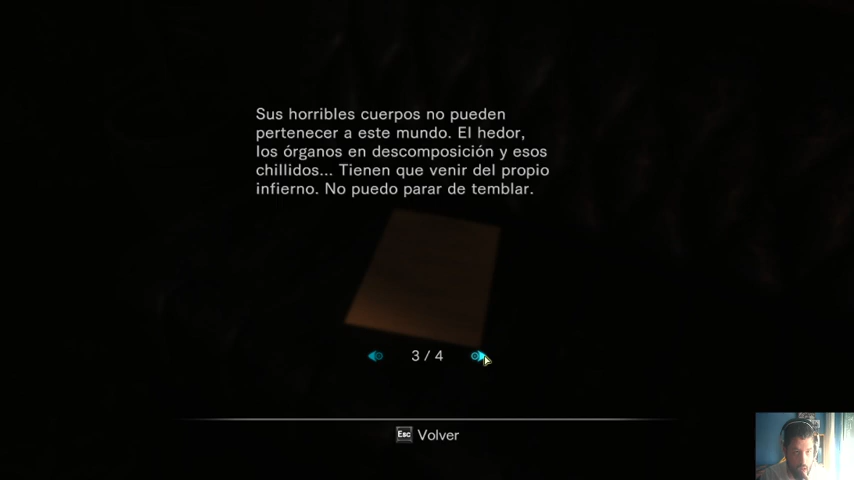 Sus horribles cuerpos no pueden
pertenecer a este mundo. El hedor,
los órganos en descomposición y esos
chillidos... Tienen que venir del propio
infierno. No puedo parar de temblar.
3 / 4
Esc Volver